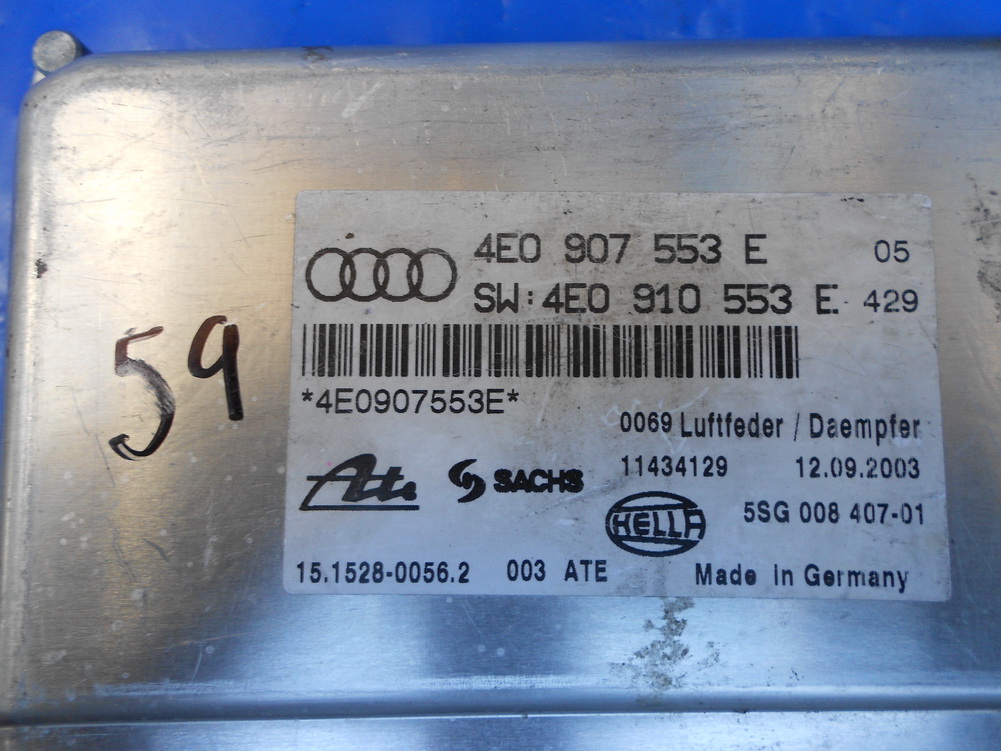 4E0 907 553 E 05
SW:4E0 910 553 E 429
*4E0907553E*
0069 Luftfeder / Daempfer
11434129 12.09.2003
Ate SACHS
HELLA 5SG 008 407-01
15.1528-0056.2 003 ATE Made in Germany
59